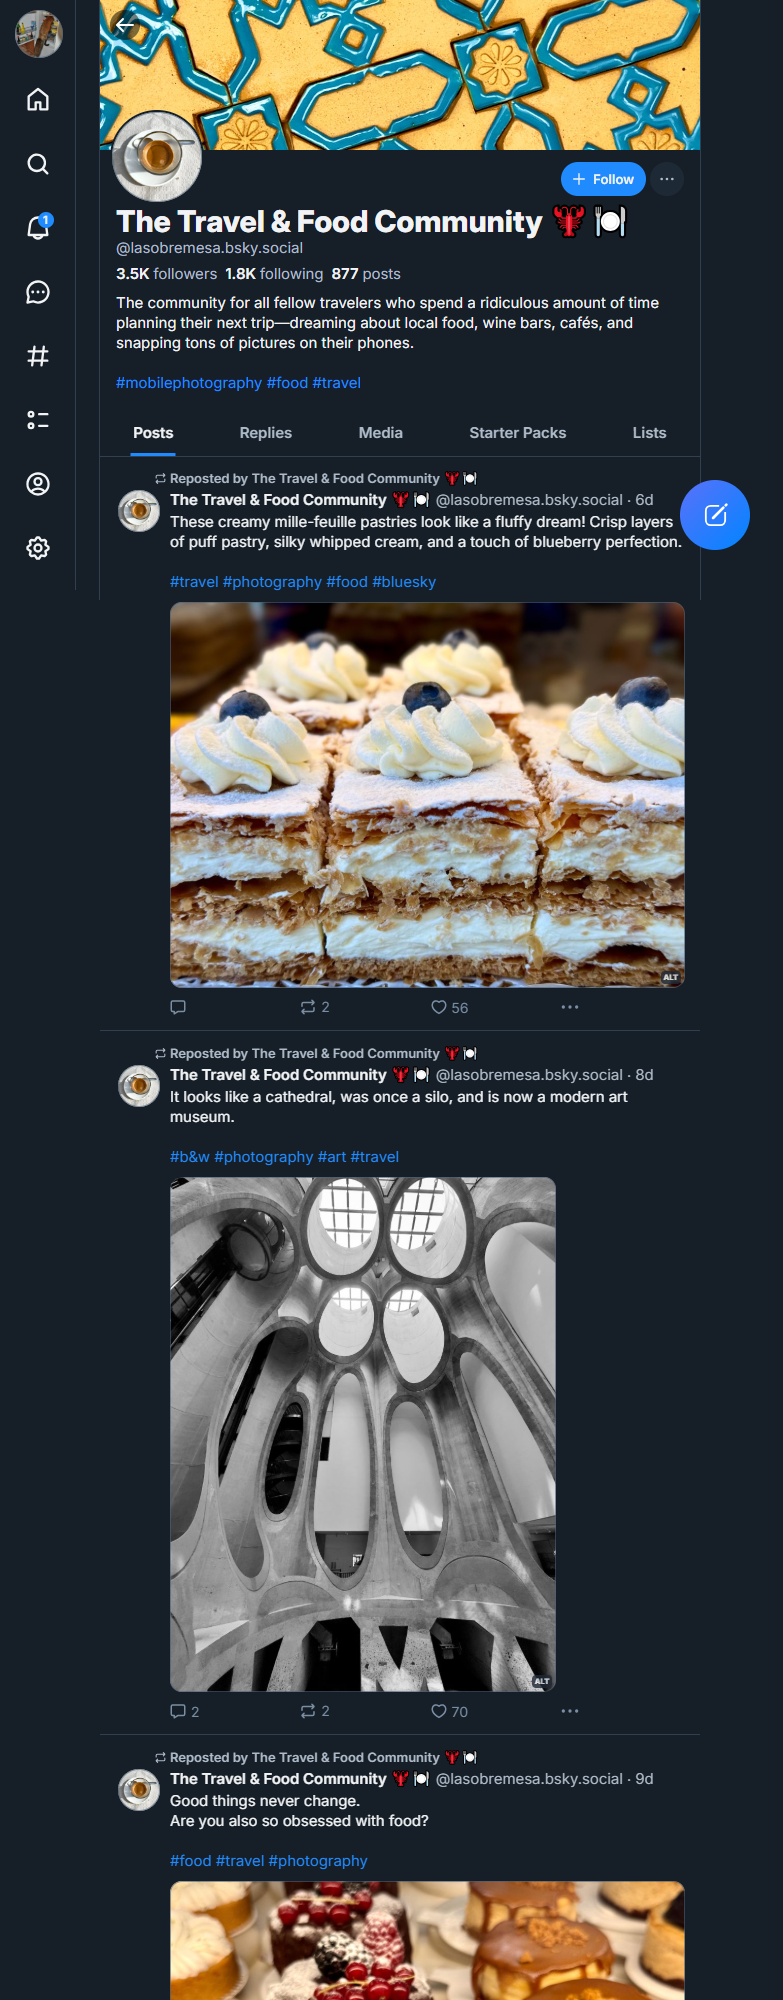 1
Follow
The Travel & Food Community 🦞🍽️
@lasobremesa.bsky.social
3.5K followers 1.8K following 877 posts
The community for all fellow travelers who spend a ridiculous amount of time
planning their next trip—dreaming about local food, wine bars, cafés, and
snapping tons of pictures on their phones.
#mobilephotography #food #travel
Posts Replies Media Starter Packs Lists
Reposted by The Travel & Food Community 🦞🍽️
The Travel & Food Community 🦞🍽️ @lasobremesa.bsky.social · 6d
These creamy mille-feuille pastries look like a fluffy dream! Crisp layers
of puff pastry, silky whipped cream, and a touch of blueberry perfection.
#travel #photography #food #bluesky
ALT
2 56
Reposted by The Travel & Food Community 🦞🍽️
The Travel & Food Community 🦞🍽️ @lasobremesa.bsky.social · 8d
It looks like a cathedral, was once a silo, and is now a modern art
museum.
#b&w #photography #art #travel
ALT
2 2 70
Reposted by The Travel & Food Community 🦞🍽️
The Travel & Food Community 🦞🍽️ @lasobremesa.bsky.social · 9d
Good things never change.
Are you also so obsessed with food?
#food #travel #photography